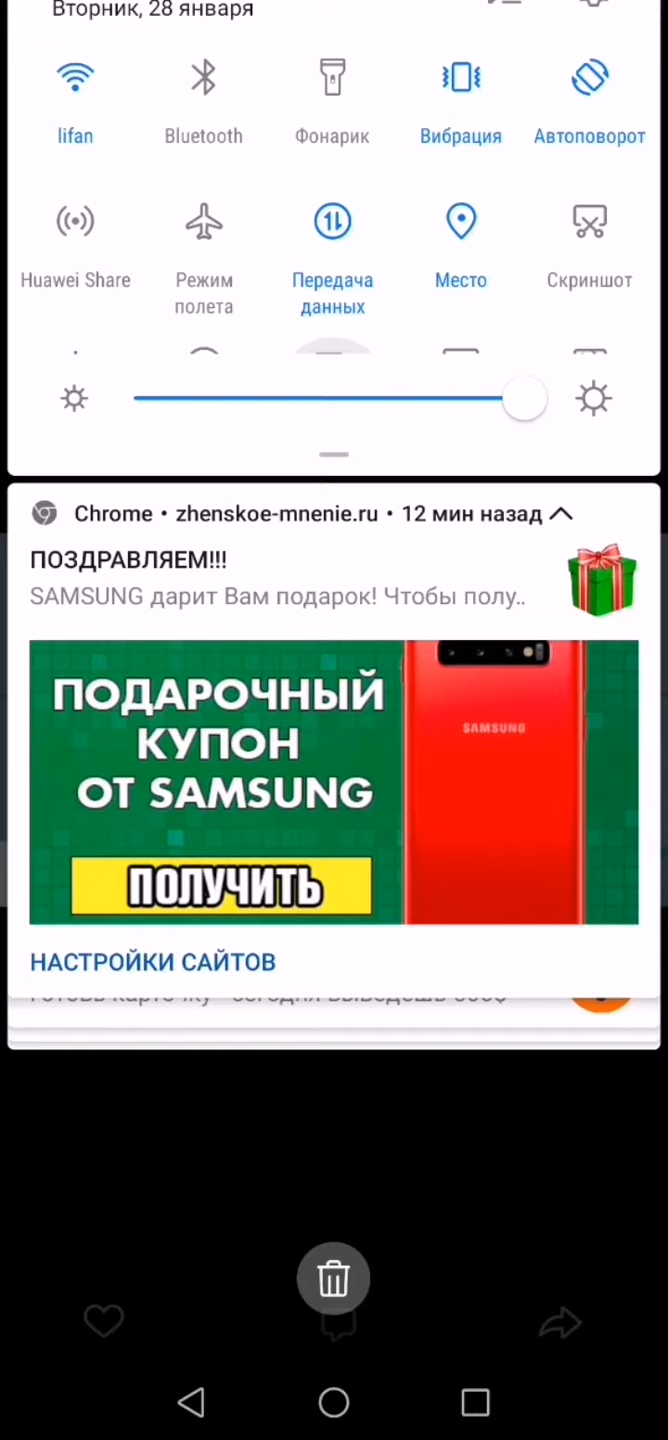 Вторник, 28 января
lifan
Bluetooth
Фонарик
Вибрация
Автоповорот
Huawei Share
Режим полета
Передача данных
Место
Скриншот
Chrome • zhenskoe-mnenie.ru • 12 мин назад
ПОЗДРАВЛЯЕМ!!!
SAMSUNG дарит Вам подарок! Чтобы полу..
ПОДАРОЧНЫЙ
КУПОН
ОТ SAMSUNG
ПОЛУЧИТЬ
SAMSUNG
НАСТРОЙКИ САЙТОВ